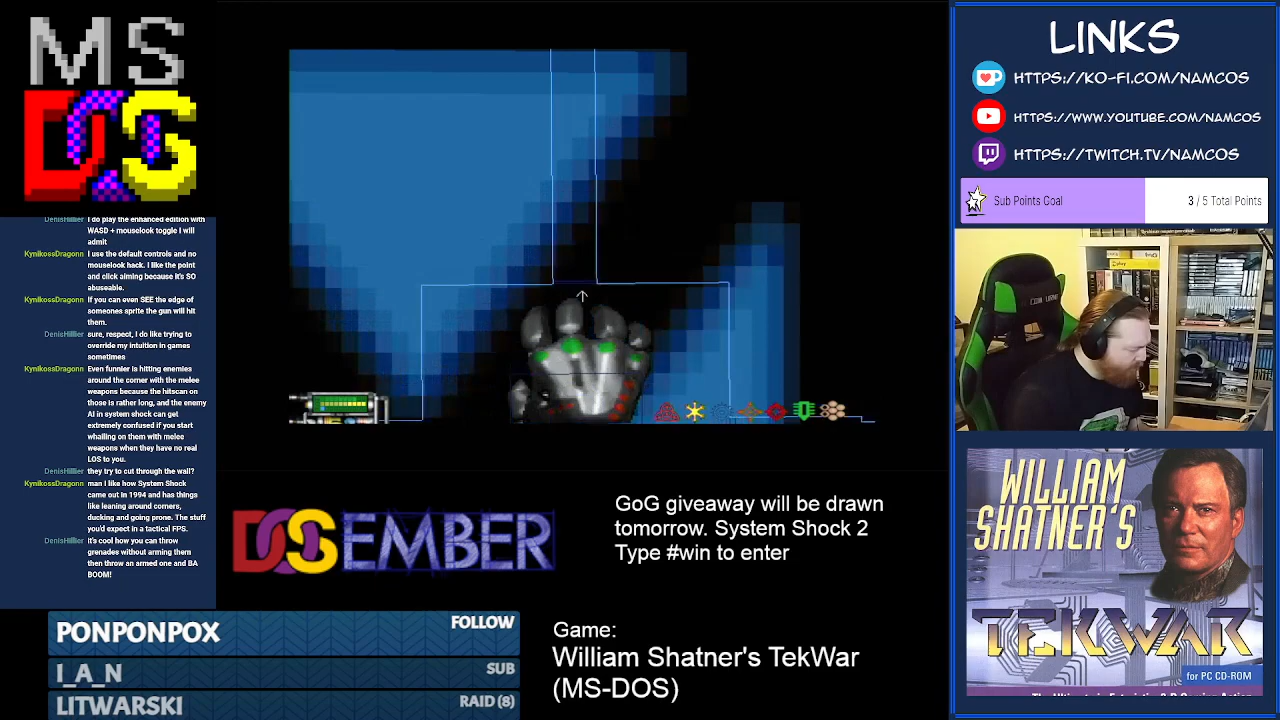 MS
DOS
DenisHillier I do play the enhanced edition with
WASD + mouselook toggle I will
admit
KynikossDragonn I use the default controls and no
mouselook hack. I like the point
and click aiming because it's SO
abuseable.
KynikossDragonn If you can even SEE the edge of
someones sprite the gun will hit
them.
DenisHillier sure, respect, I do like trying to
override my intuition in games
sometimes
KynikossDragonn Even funnier is hitting enemies
around the corner with the melee
weapons because the hitscan on
those is rather long, and the enemy
AI in system shock can get
extremely confused if you start
whailing on them with melee
weapons when they have no real
LOS to you.
DenisHillier they try to cut through the wall?
KynikossDragonn man I like how System Shock
came out in 1994 and has things
like leaning around corners,
ducking and going prone. The stuff
you'd expect in a tactical FPS.
DenisHillier It's cool how you can throw
grenades without arming them
then throw an armed one and BA
BOOM!
DOSEMBER
GoG giveaway will be drawn
tomorrow. System Shock 2
Type #win to enter
PONPONPOX FOLLOW
I_A_N SUB
LITWARSKI RAID (8)
Game:
William Shatner's TekWar
(MS-DOS)
LINKS
HTTPS://KO-FI.COM/NAMCOS
HTTPS://WWW.YOUTUBE.COM/NAMCOS
HTTPS://TWITCH.TV/NAMCOS
Sub Points Goal 3 / 5 Total Points
WILLIAM
SHATNER'S
TEKWAR
for PC CD-ROM